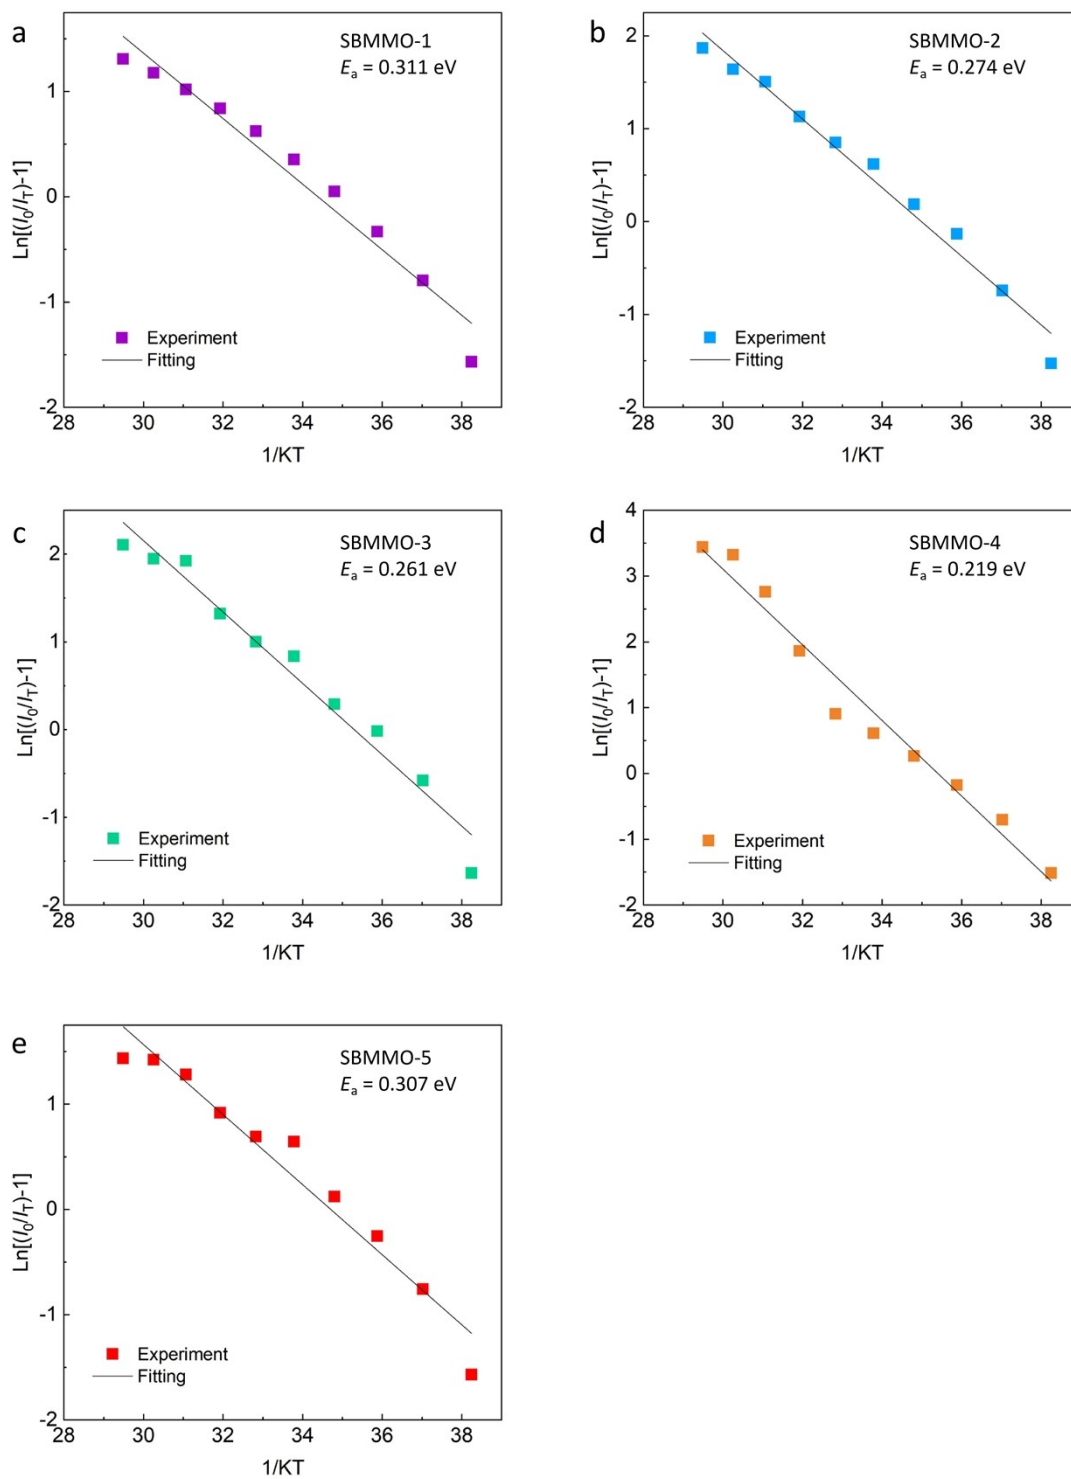 a
SBMMO-1
Eₐ = 0.311 eV
Ln[(I₀/I_T)-1]
1
0
-1
-2
Experiment
Fitting
28 30 32 34 36 38
1/KT
b
SBMMO-2
Eₐ = 0.274 eV
Ln[(I₀/I_T)-1]
2
1
0
-1
-2
Experiment
Fitting
28 30 32 34 36 38
1/KT
c
SBMMO-3
Eₐ = 0.261 eV
Ln[(I₀/I_T)-1]
2
1
0
-1
-2
Experiment
Fitting
28 30 32 34 36 38
1/KT
d
SBMMO-4
Eₐ = 0.219 eV
Ln[(I₀/I_T)-1]
4
3
2
1
0
-1
-2
Experiment
Fitting
28 30 32 34 36 38
1/KT
e
SBMMO-5
Eₐ = 0.307 eV
Ln[(I₀/I_T)-1]
1
0
-1
-2
Experiment
Fitting
28 30 32 34 36 38
1/KT